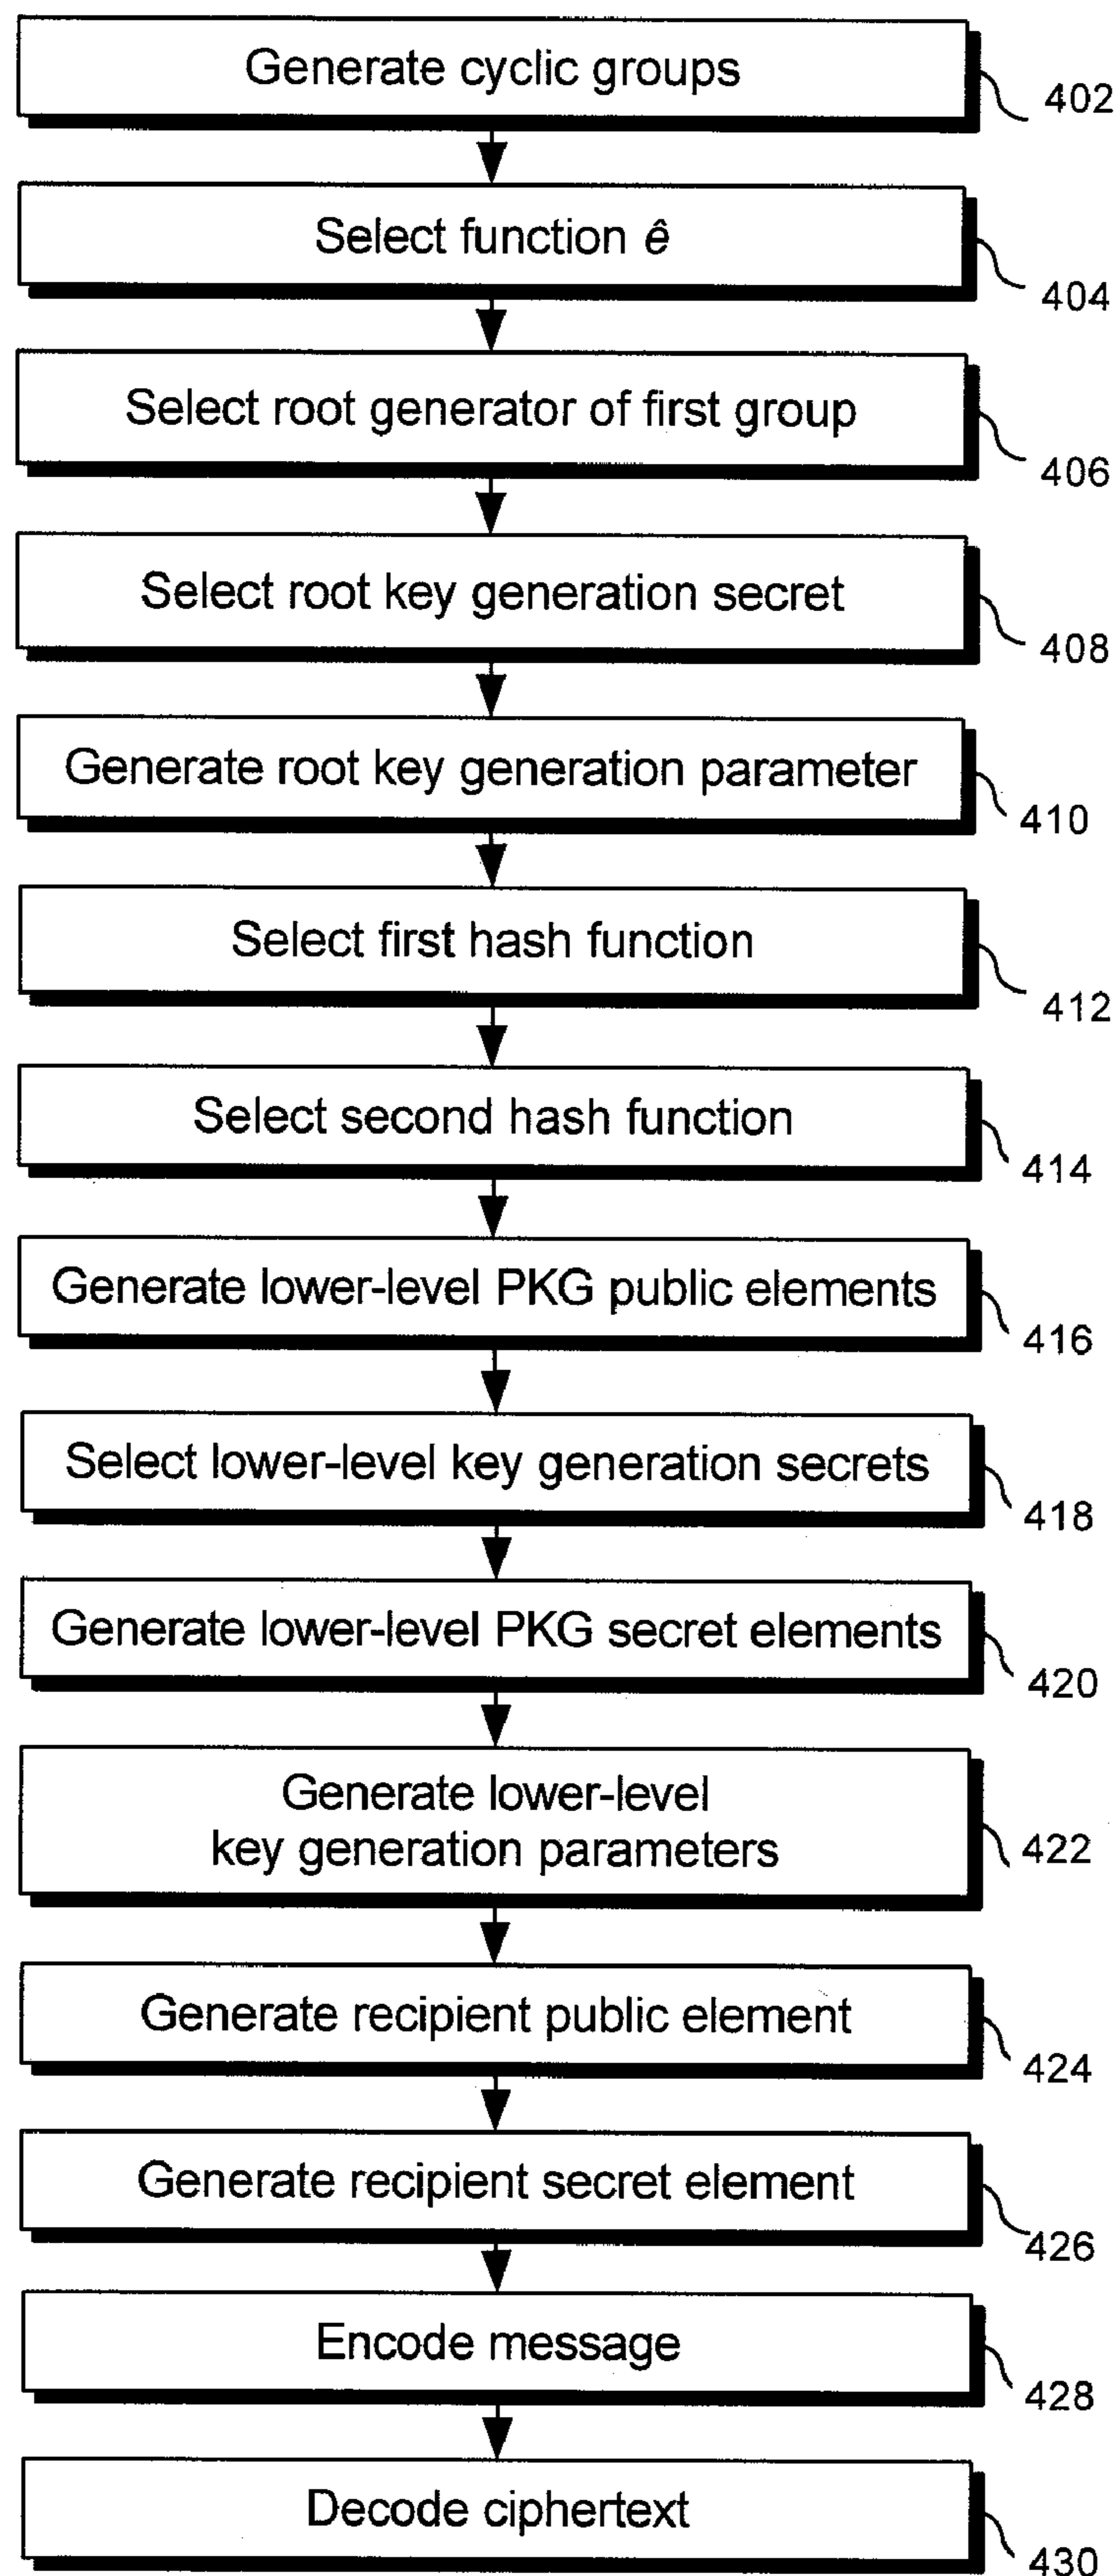 Generate cyclic groups
402
Select function ê
404
Select root generator of first group
406
Select root key generation secret
408
Generate root key generation parameter
410
Select first hash function
412
Select second hash function
414
Generate lower-level PKG public elements
416
Select lower-level key generation secrets
418
Generate lower-level PKG secret elements
420
Generate lower-level
key generation parameters
422
Generate recipient public element
424
Generate recipient secret element
426
Encode message
428
Decode ciphertext
430